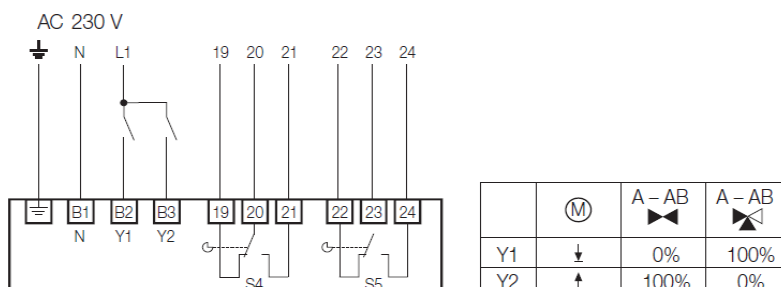 AC 230 V
N L1 19 20 21 22 23 24
B1 B2 B3 19 20 21 22 23 24
N Y1 Y2
S4 S5
M A – AB A – AB
Y1 0% 100%
Y2 100% 0%